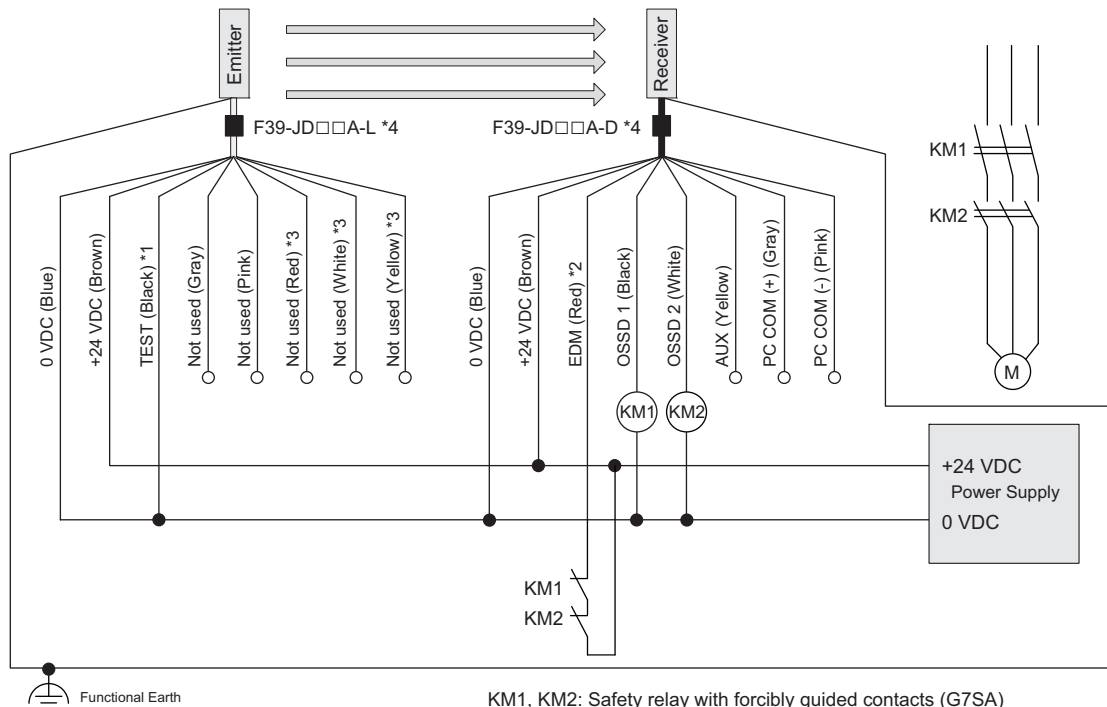 Emitter
Receiver
F39-JD□□A-L *4
F39-JD□□A-D *4
0 VDC (Blue)
+24 VDC (Brown)
TEST (Black) *1
Not used (Gray)
Not used (Pink)
Not used (Red) *3
Not used (White) *3
Not used (Yellow) *3
0 VDC (Blue)
+24 VDC (Brown)
EDM (Red) *2
OSSD 1 (Black)
OSSD 2 (White)
AUX (Yellow)
PC COM (+) (Gray)
PC COM (-) (Pink)
KM1
KM2
M
KM1
KM2
+24 VDC
Power Supply
0 VDC
KM1
KM2
Functional Earth
KM1, KM2: Safety relay with forcibly guided contacts (G7SA)